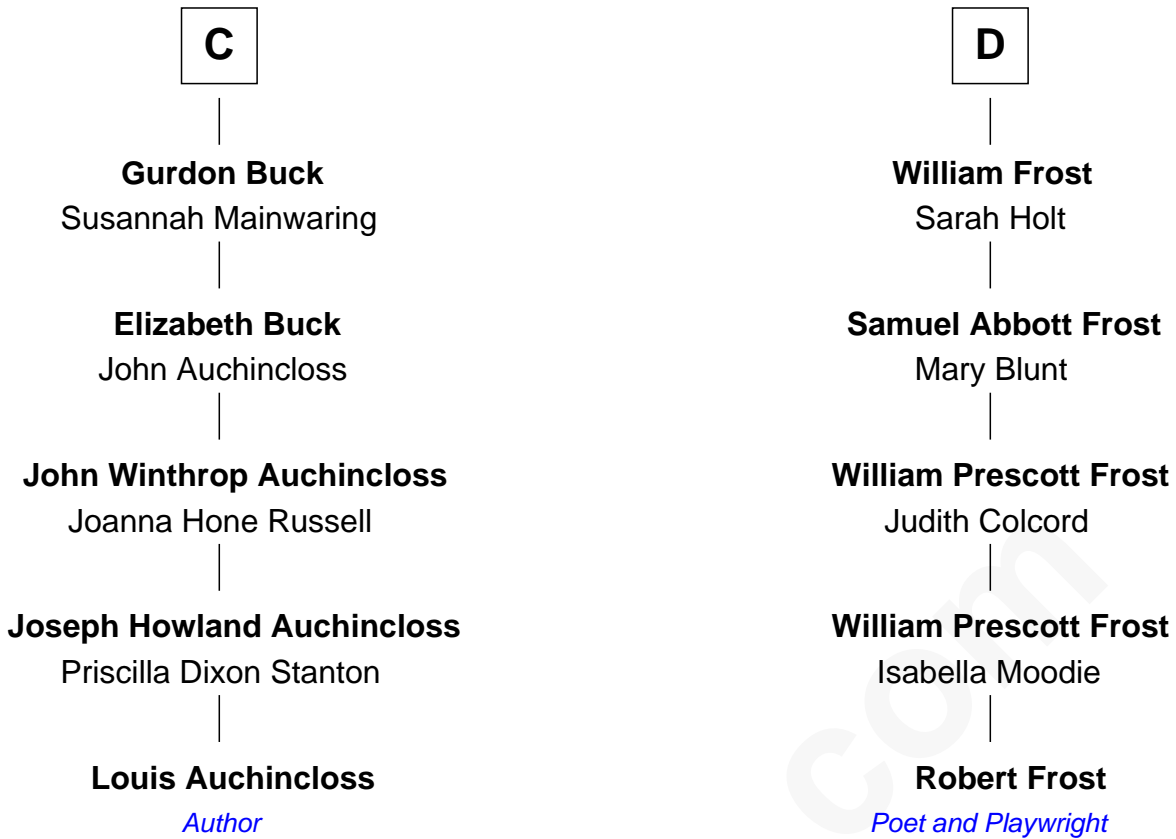 C
Gurdon Buck
Susannah Mainwaring
Elizabeth Buck
John Auchincloss
John Winthrop Auchincloss
Joanna Hone Russell
Joseph Howland Auchincloss
Priscilla Dixon Stanton
Louis Auchincloss
Author
D
William Frost
Sarah Holt
Samuel Abbott Frost
Mary Blunt
William Prescott Frost
Judith Colcord
William Prescott Frost
Isabella Moodie
Robert Frost
Poet and Playwright
com